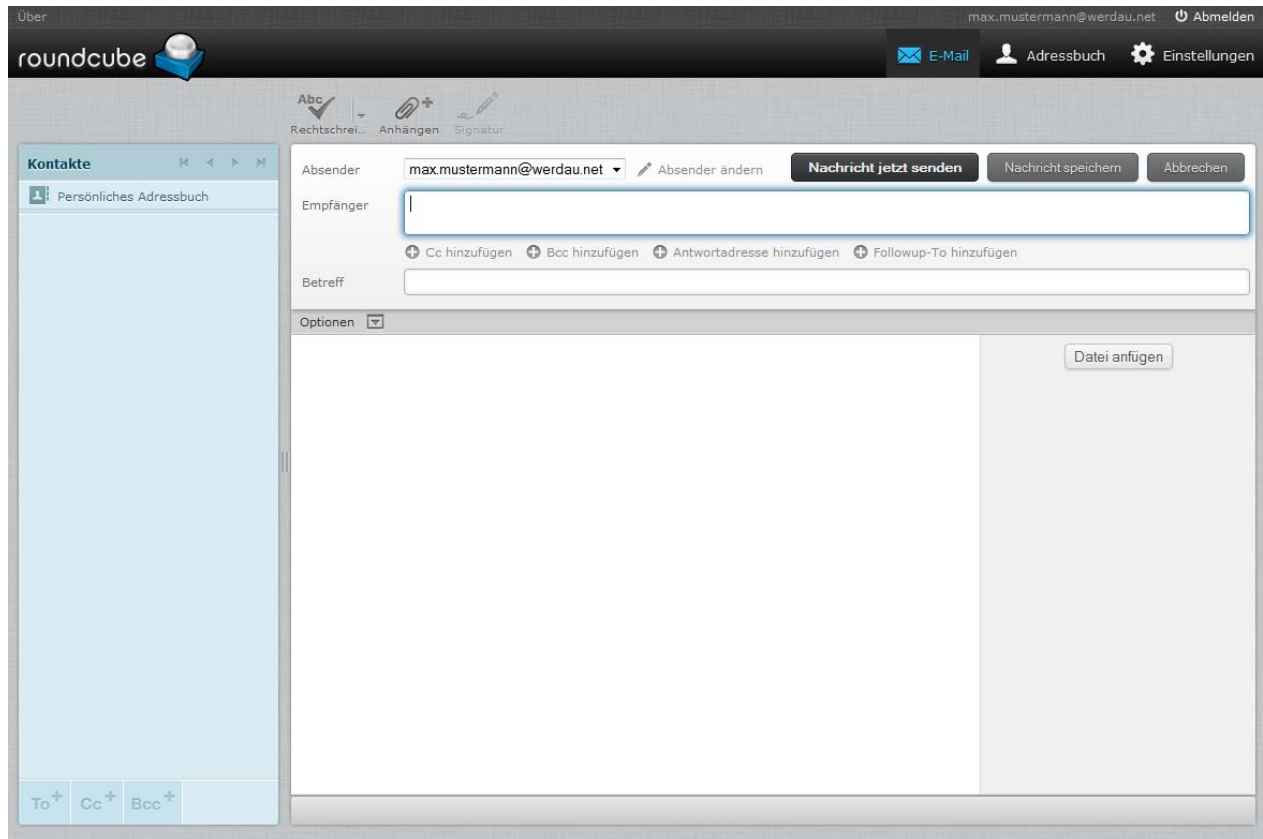 Über max.mustermann@werdau.net Abmelden
roundcube E-Mail Adressbuch Einstellungen
Abc
Rechtschrei... Anhängen Signatur
Kontakte
Persönliches Adressbuch
Absender max.mustermann@werdau.net Absender ändern Nachricht jetzt senden Nachricht speichern Abbrechen
Empfänger
Cc hinzufügen Bcc hinzufügen Antwortadresse hinzufügen Followup-To hinzufügen
Betreff
Optionen
Datei anfügen
To+ Cc+ Bcc+